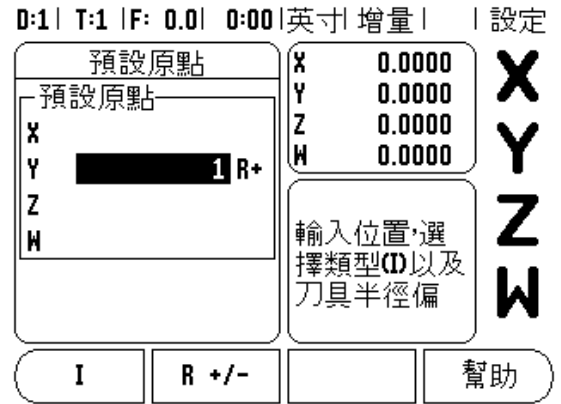 D:1 | T:1 | F: 0.0 | 0:00 | 英寸 | 增量 | | 設定
預設原點
預設原點
X
Y 1 R+
Z
W
X 0.0000
Y 0.0000
Z 0.0000
W 0.0000
輸入位置,選
擇類型(I)以及
刀具半徑偏
X
Y
Z
W
I
R +/-
幫助